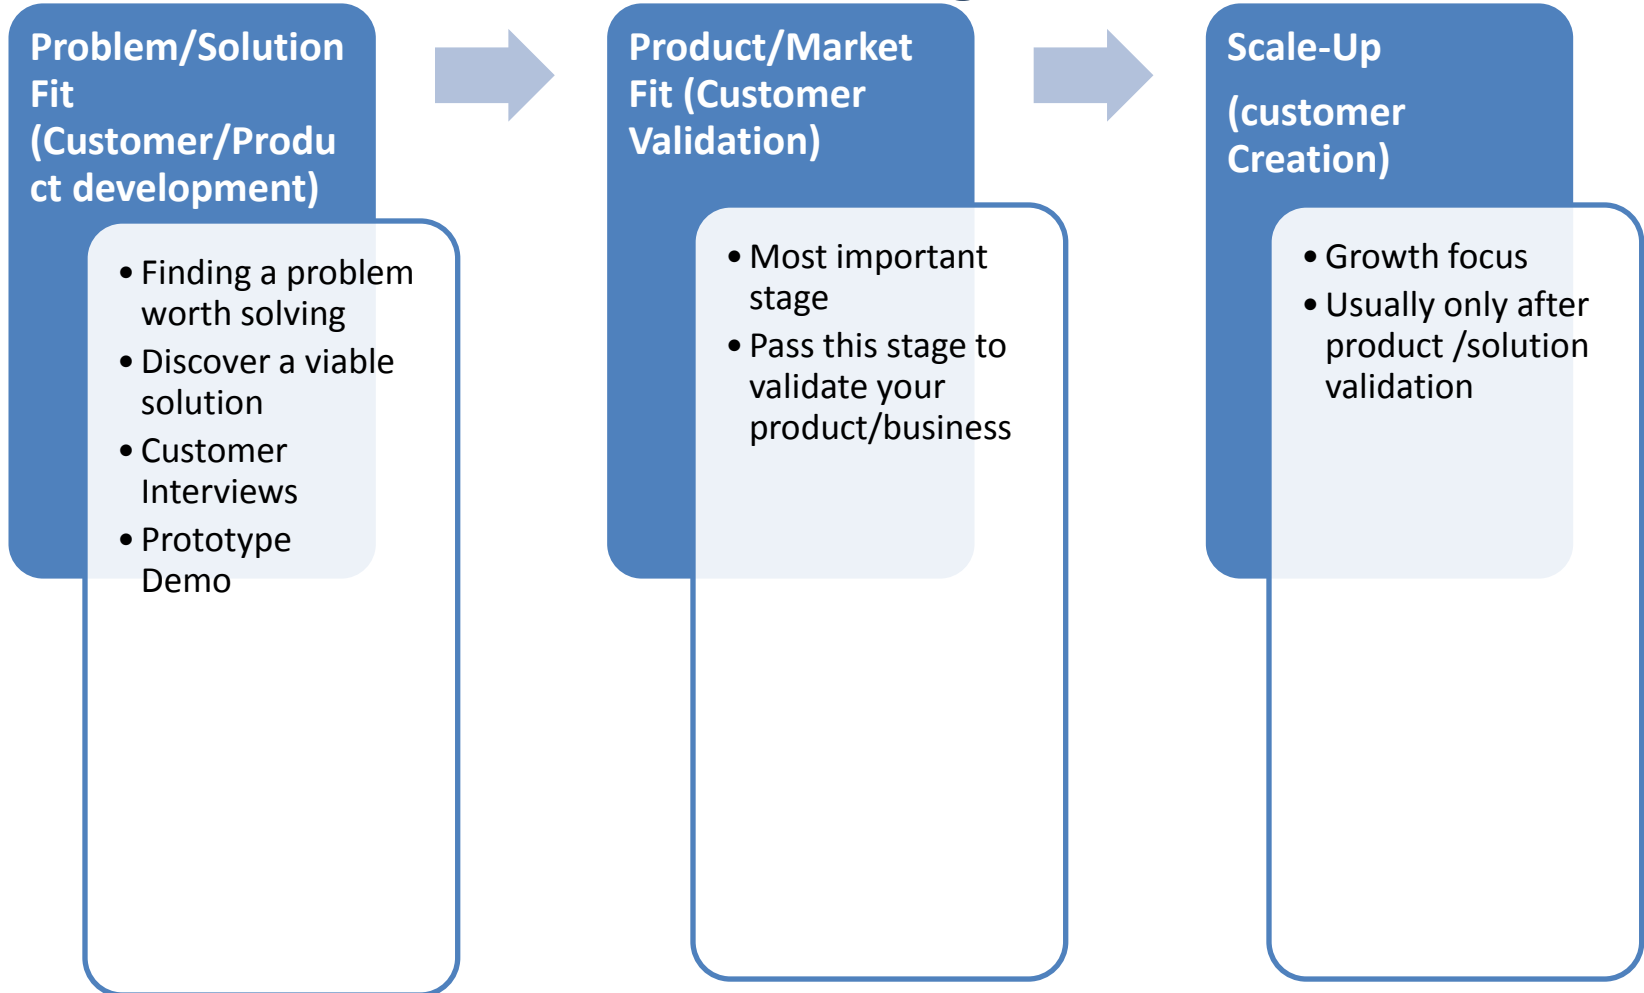 Problem/Solution
Fit
(Customer/Produ
ct development)
• Finding a problem
worth solving
• Discover a viable
solution
• Customer
Interviews
• Prototype
Demo
Product/Market
Fit (Customer
Validation)
• Most important
stage
• Pass this stage to
validate your
product/business
Scale-Up
(customer
Creation)
• Growth focus
• Usually only after
product /solution
validation